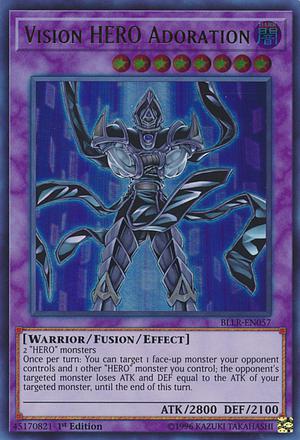 VISION HERO ADORATION
BLLR-EN057
[WARRIOR/FUSION/EFFECT]
2 "HERO" monsters
Once per turn: You can target 1 face-up monster your opponent
controls and 1 other "HERO" monster you control; the opponent's
targeted monster loses ATK and DEF equal to the ATK of your
targeted monster, until the end of this turn.
ATK/2800 DEF/2100
45170821 1st Edition ©1996 KAZUKI TAKAHASHI